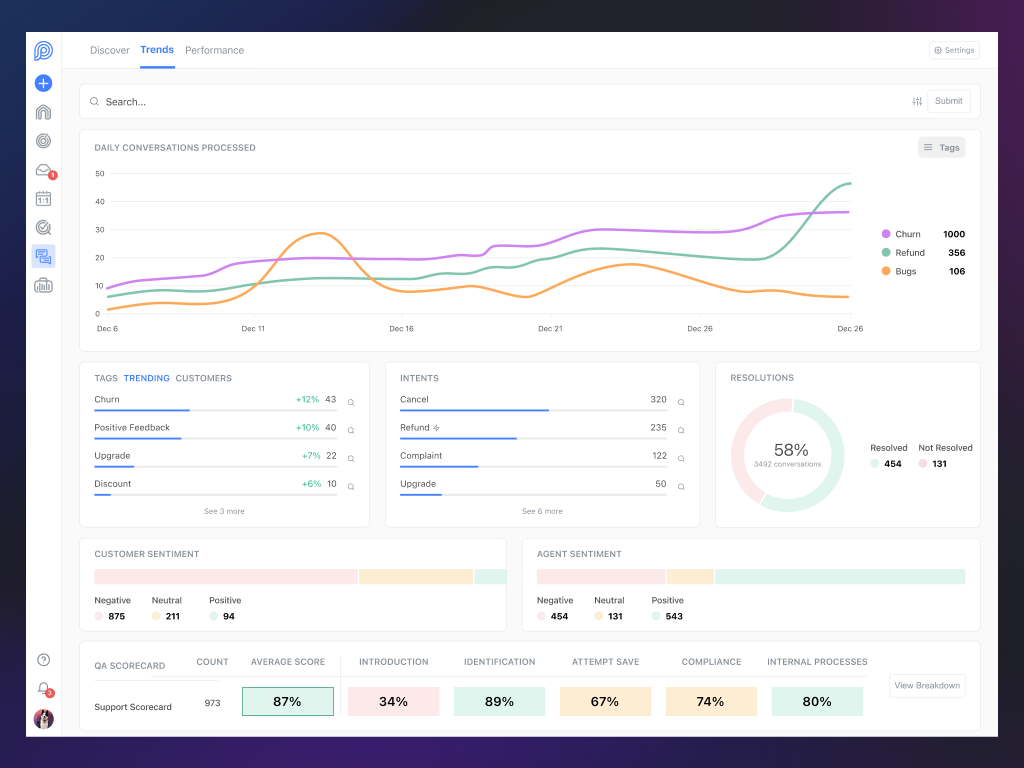 Discover Trends Performance
Settings
Search...
Submit
DAILY CONVERSATIONS PROCESSED
Tags
50
40
30
20
10
0
Dec 6 Dec 11 Dec 16 Dec 21 Dec 26 Dec 26
Churn 1000
Refund 356
Bugs 106
1
1:1
TAGS TRENDING CUSTOMERS
Churn +12% 43
Positive Feedback +10% 40
Upgrade +7% 22
Discount +6% 10
See 3 more
INTENTS
Cancel 320
Refund 235
Complaint 122
Upgrade 50
See 6 more
RESOLUTIONS
58%
3492 conversations
Resolved Not Resolved
454 131
CUSTOMER SENTIMENT
Negative Neutral Positive
875 211 94
AGENT SENTIMENT
Negative Neutral Positive
454 131 543
QA SCORECARD COUNT AVERAGE SCORE INTRODUCTION IDENTIFICATION ATTEMPT SAVE COMPLIANCE INTERNAL PROCESSES
Support Scorecard 973 87% 34% 89% 67% 74% 80%
View Breakdown
?
3